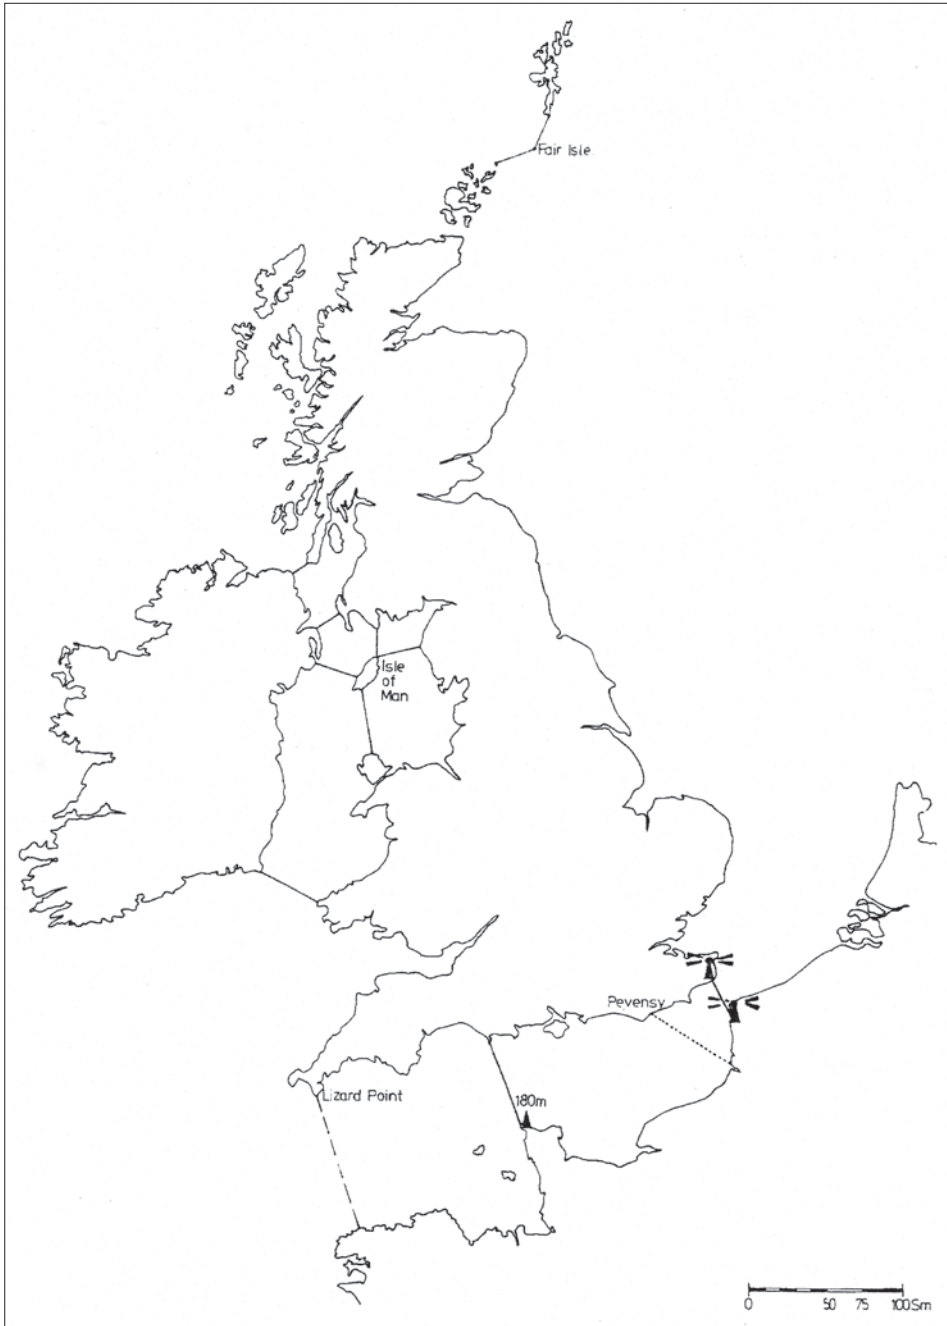 Fair Isle
Isle
of
Man
Pevensy
Lizard Point
180m
0 50 75 100Sm